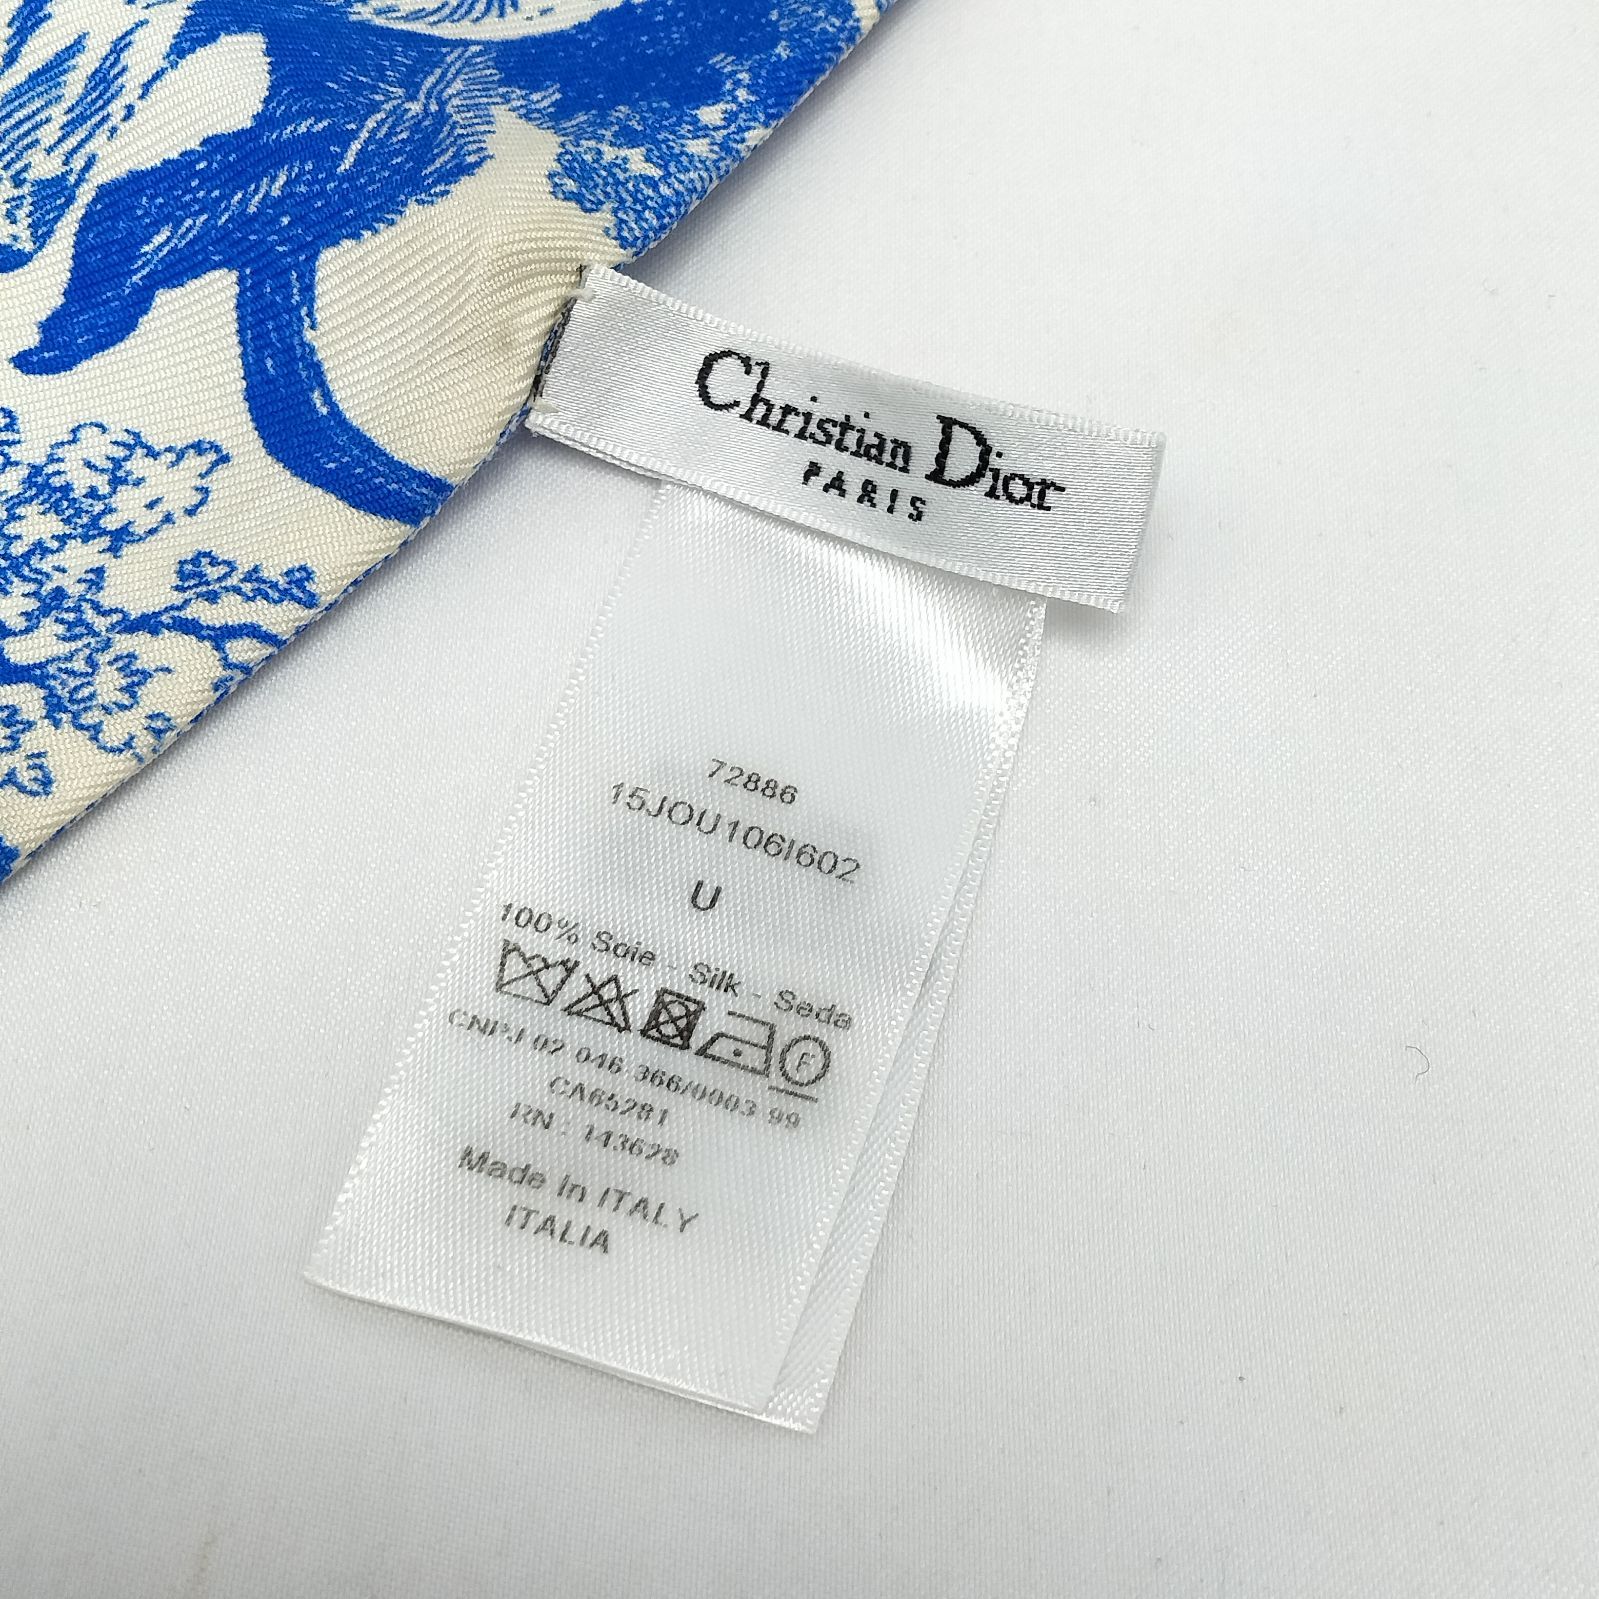 Christian Dior
PARIS
72886
15JOU106I602
U
100% Soie - Silk - Seda
F
CNPJ 02 046 366/0003 99
CA65281
RN : 143628
Made In ITALY
ITALIA